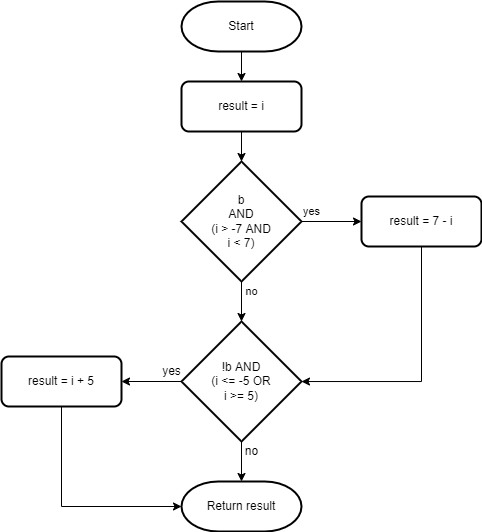 Start
result = i
b
AND
(i > -7 AND
i < 7)
yes
result = 7 - i
no
!b AND
(i <= -5 OR
i >= 5)
yes
result = i + 5
no
Return result